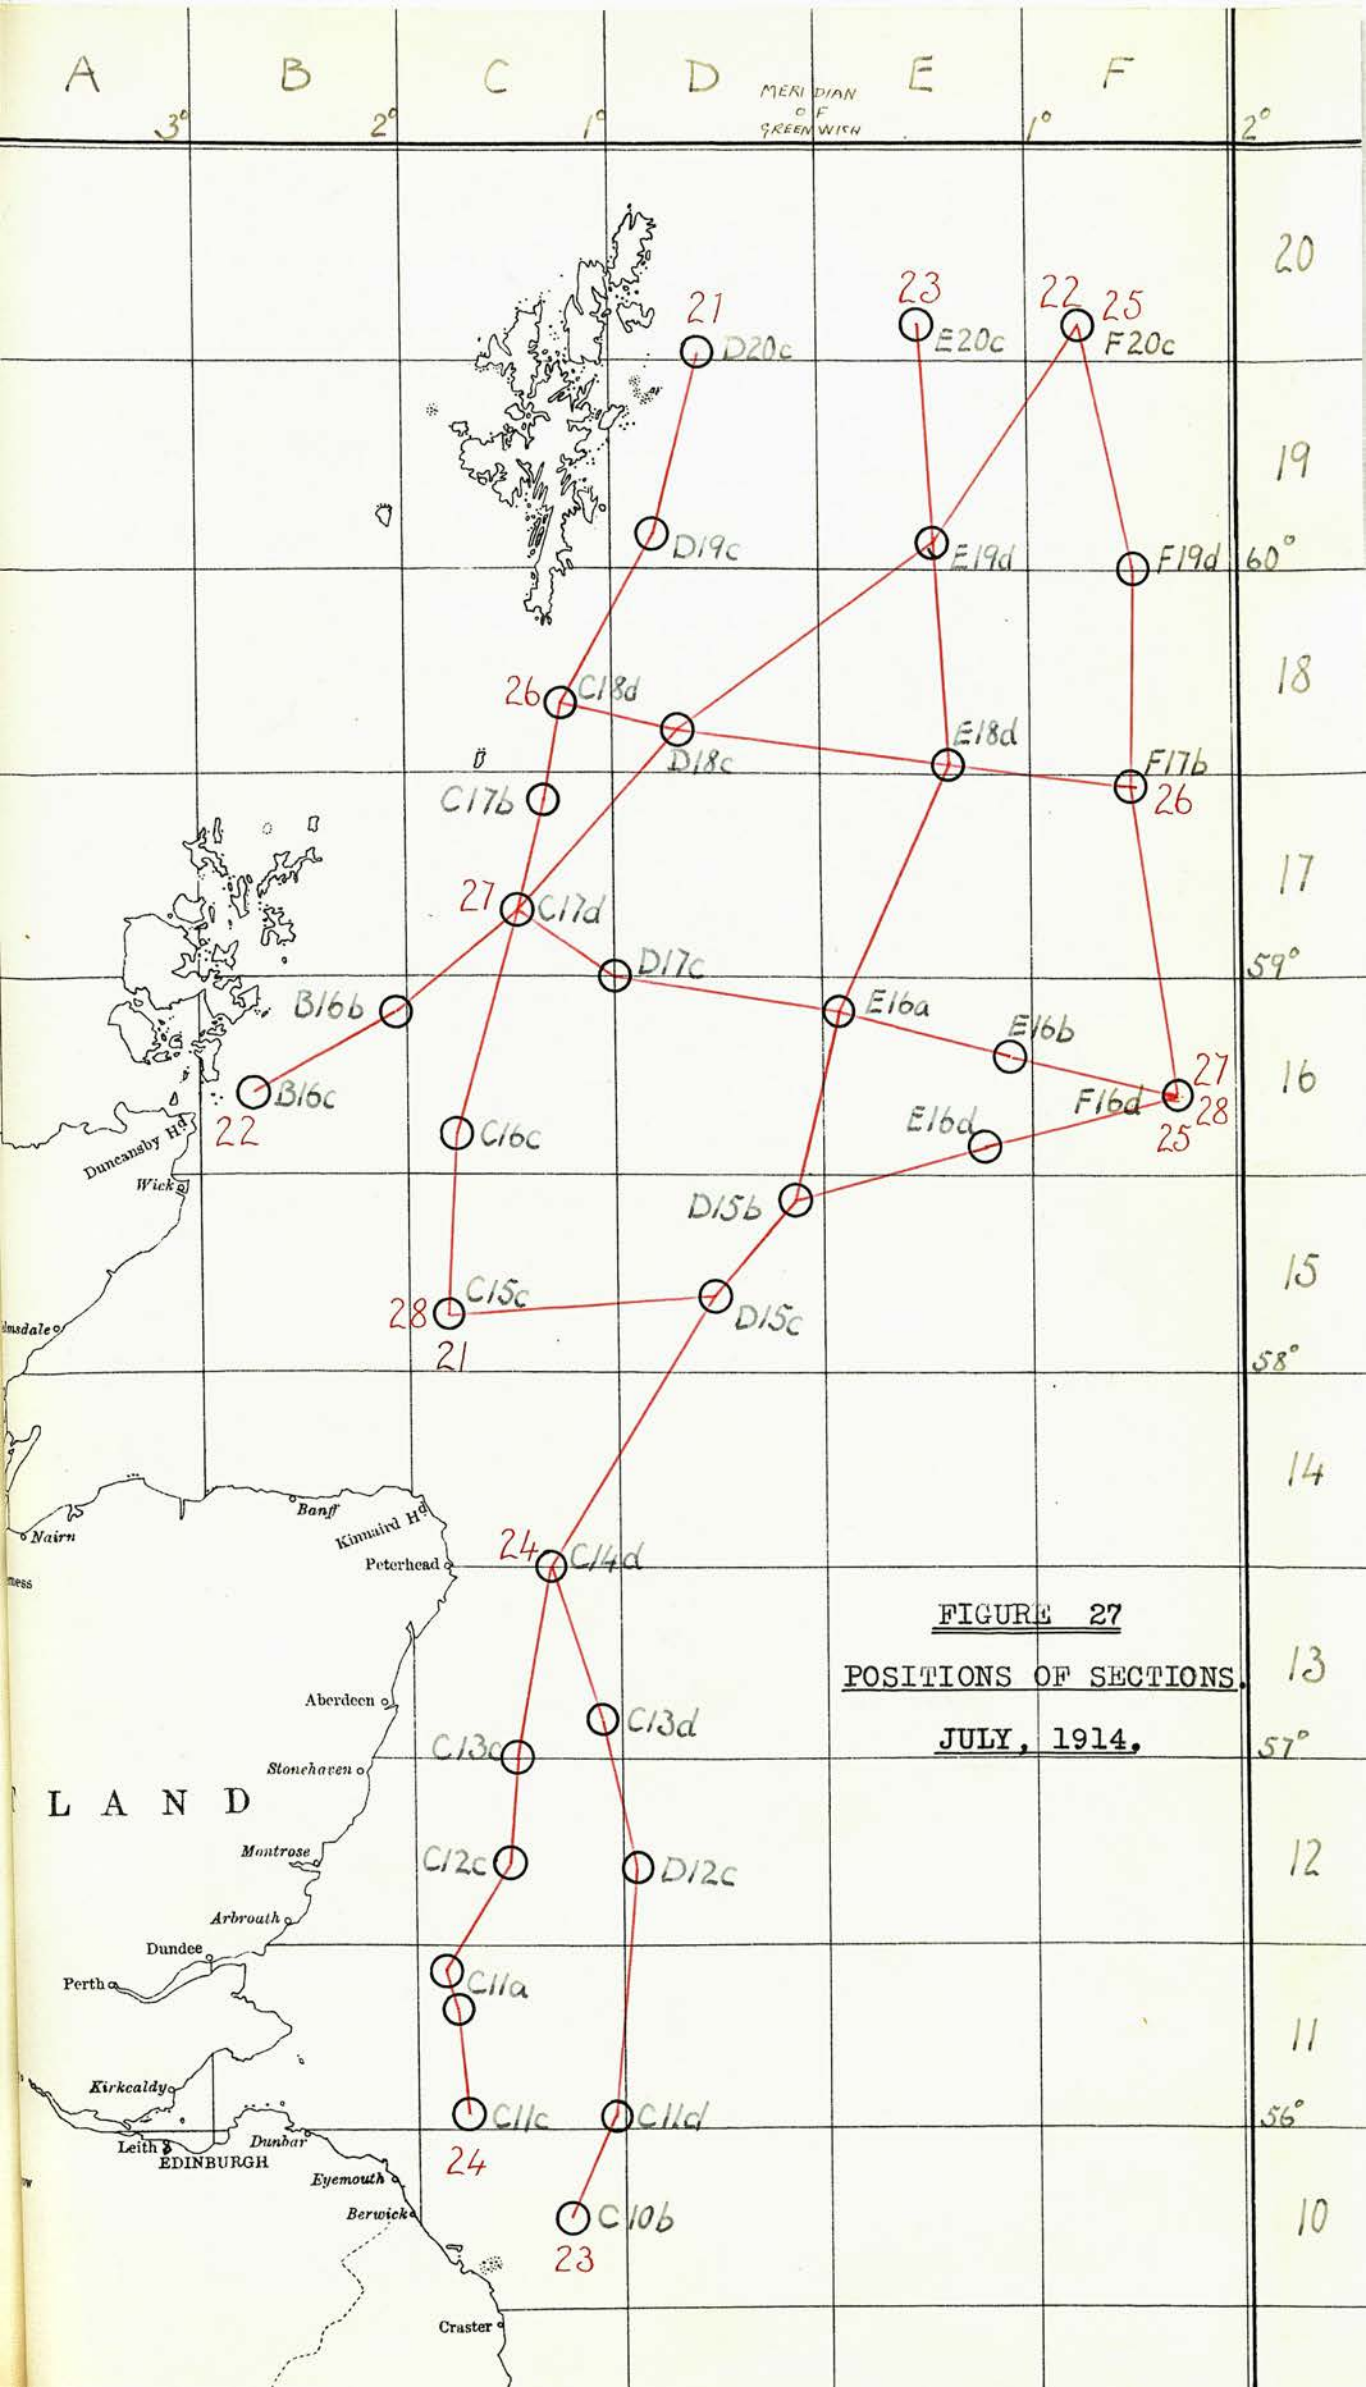 A B C D E F
MERIDIAN
OF
GREENWICH
3° 2° 1° 1° 2°
20
21
23
22 25
D20c
E20c
F20c
19
D19c
E19d
F19d
60°
18
26 C18d
D18c
E18d
F17b
26
C17b
17
27 C17d
D17c
59°
B16b
E16a
E16b
16
B16c
22
F16d
27
28
25
Duncansby Hd
C16c
E16d
Wick
D15b
15
C15c
28
21
D15c
lmsdale
58°
14
Banff
Kinnaird Hd
Nairn
ness
Peterhead
24 C14d
FIGURE 27
POSITIONS OF SECTIONS.
JULY, 1914.
13
Aberdeen
C13d
C13c
57°
Stonehaven
LAND
Montrose
C12c
D12c
12
Arbroath
Dundee
Perth
C11a
11
Kirkcaldy
C11c
C11d
56°
Leith
EDINBURGH
Dunbar
24
Eyemouth
Berwick
C10b
10
23
Craster